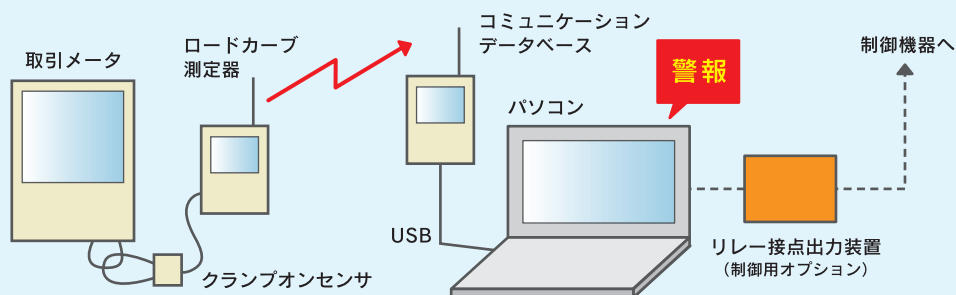 取引メータ
ロードカーブ
測定器
コミュニケーション
データベース
警報
パソコン
制御機器へ
USB
クランプオンセンサ
リレー接点出力装置
（制御用オプション）